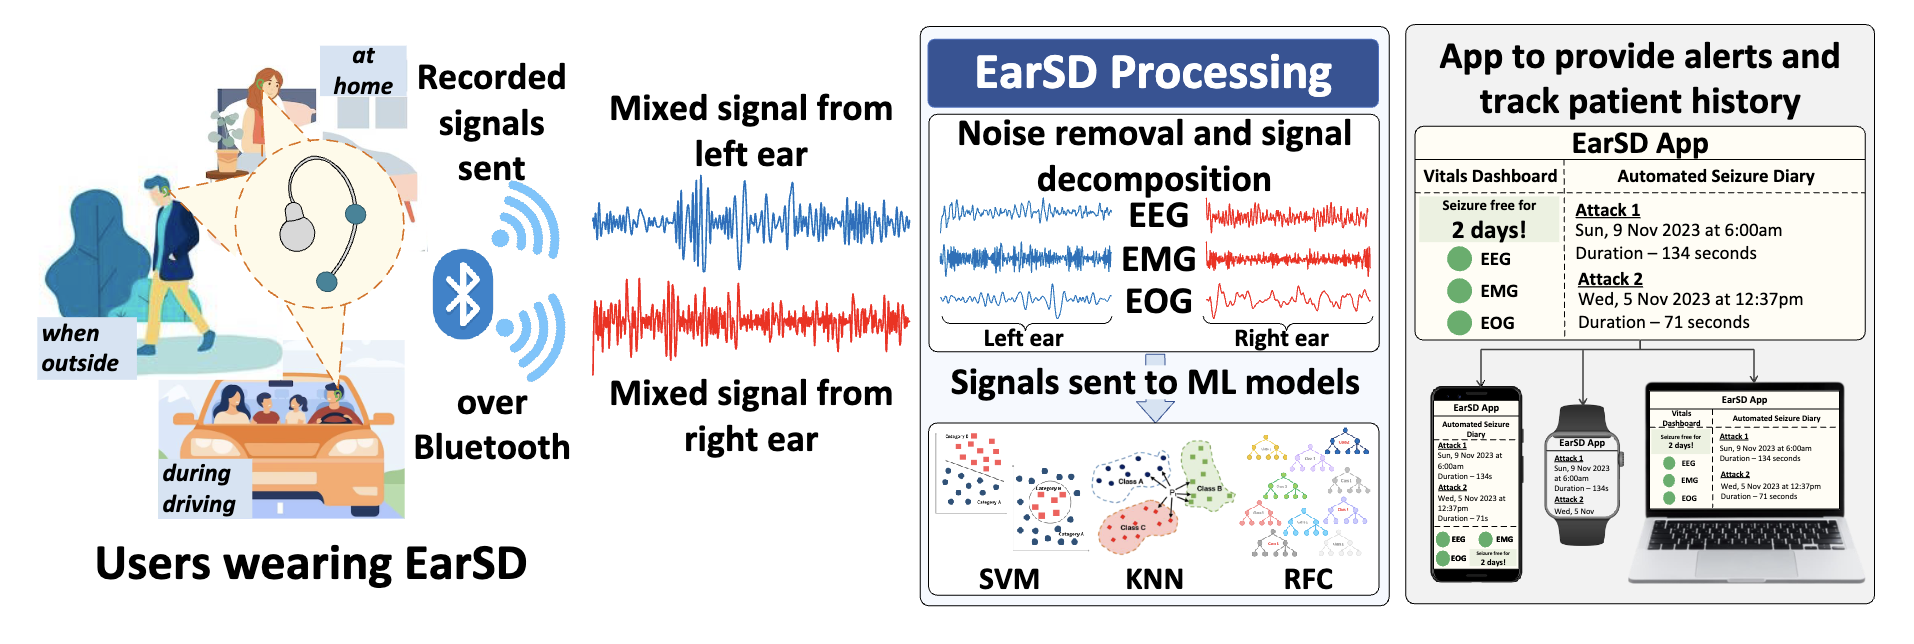 at
home
when
outside
during
driving
Users wearing EarSD
Recorded
signals
sent
over
Bluetooth
Mixed signal from
left ear
Mixed signal from
right ear
EarSD Processing
Noise removal and signal
decomposition
EEG
EMG
EOG
Left ear
Right ear
Signals sent to ML models
Category B
Category A
Category B
Category A
Class A
Class B
Class C
P
SVM
KNN
RFC
App to provide alerts and
track patient history
EarSD App
Vitals Dashboard
Seizure free for
2 days!
EEG
EMG
EOG
Automated Seizure Diary
Attack 1
Sun, 9 Nov 2023 at 6:00am
Duration – 134 seconds
Attack 2
Wed, 5 Nov 2023 at 12:37pm
Duration – 71 seconds
EarSD App
Automated Seizure
Diary
Attack 1
Sun, 9 Nov 2023 at
6:00am
Duration – 134s
Attack 2
Wed, 5 Nov 2023 at
12:37pm
Duration – 71s
EEG
EMG
EOG
Seizure free for
2 days!
EarSD App
Attack 1
Sun, 9 Nov 2023
at 6:00am
Duration – 134s
Attack 2
Wed, 5 Nov
EarSD App
Vitals
Dashboard
Seizure free for
2 days!
EEG
EMG
EOG
Automated Seizure Diary
Attack 1
Sun, 9 Nov 2023 at 6:00am
Duration – 134 seconds
Attack 2
Wed, 5 Nov 2023 at 12:37pm
Duration – 71 seconds